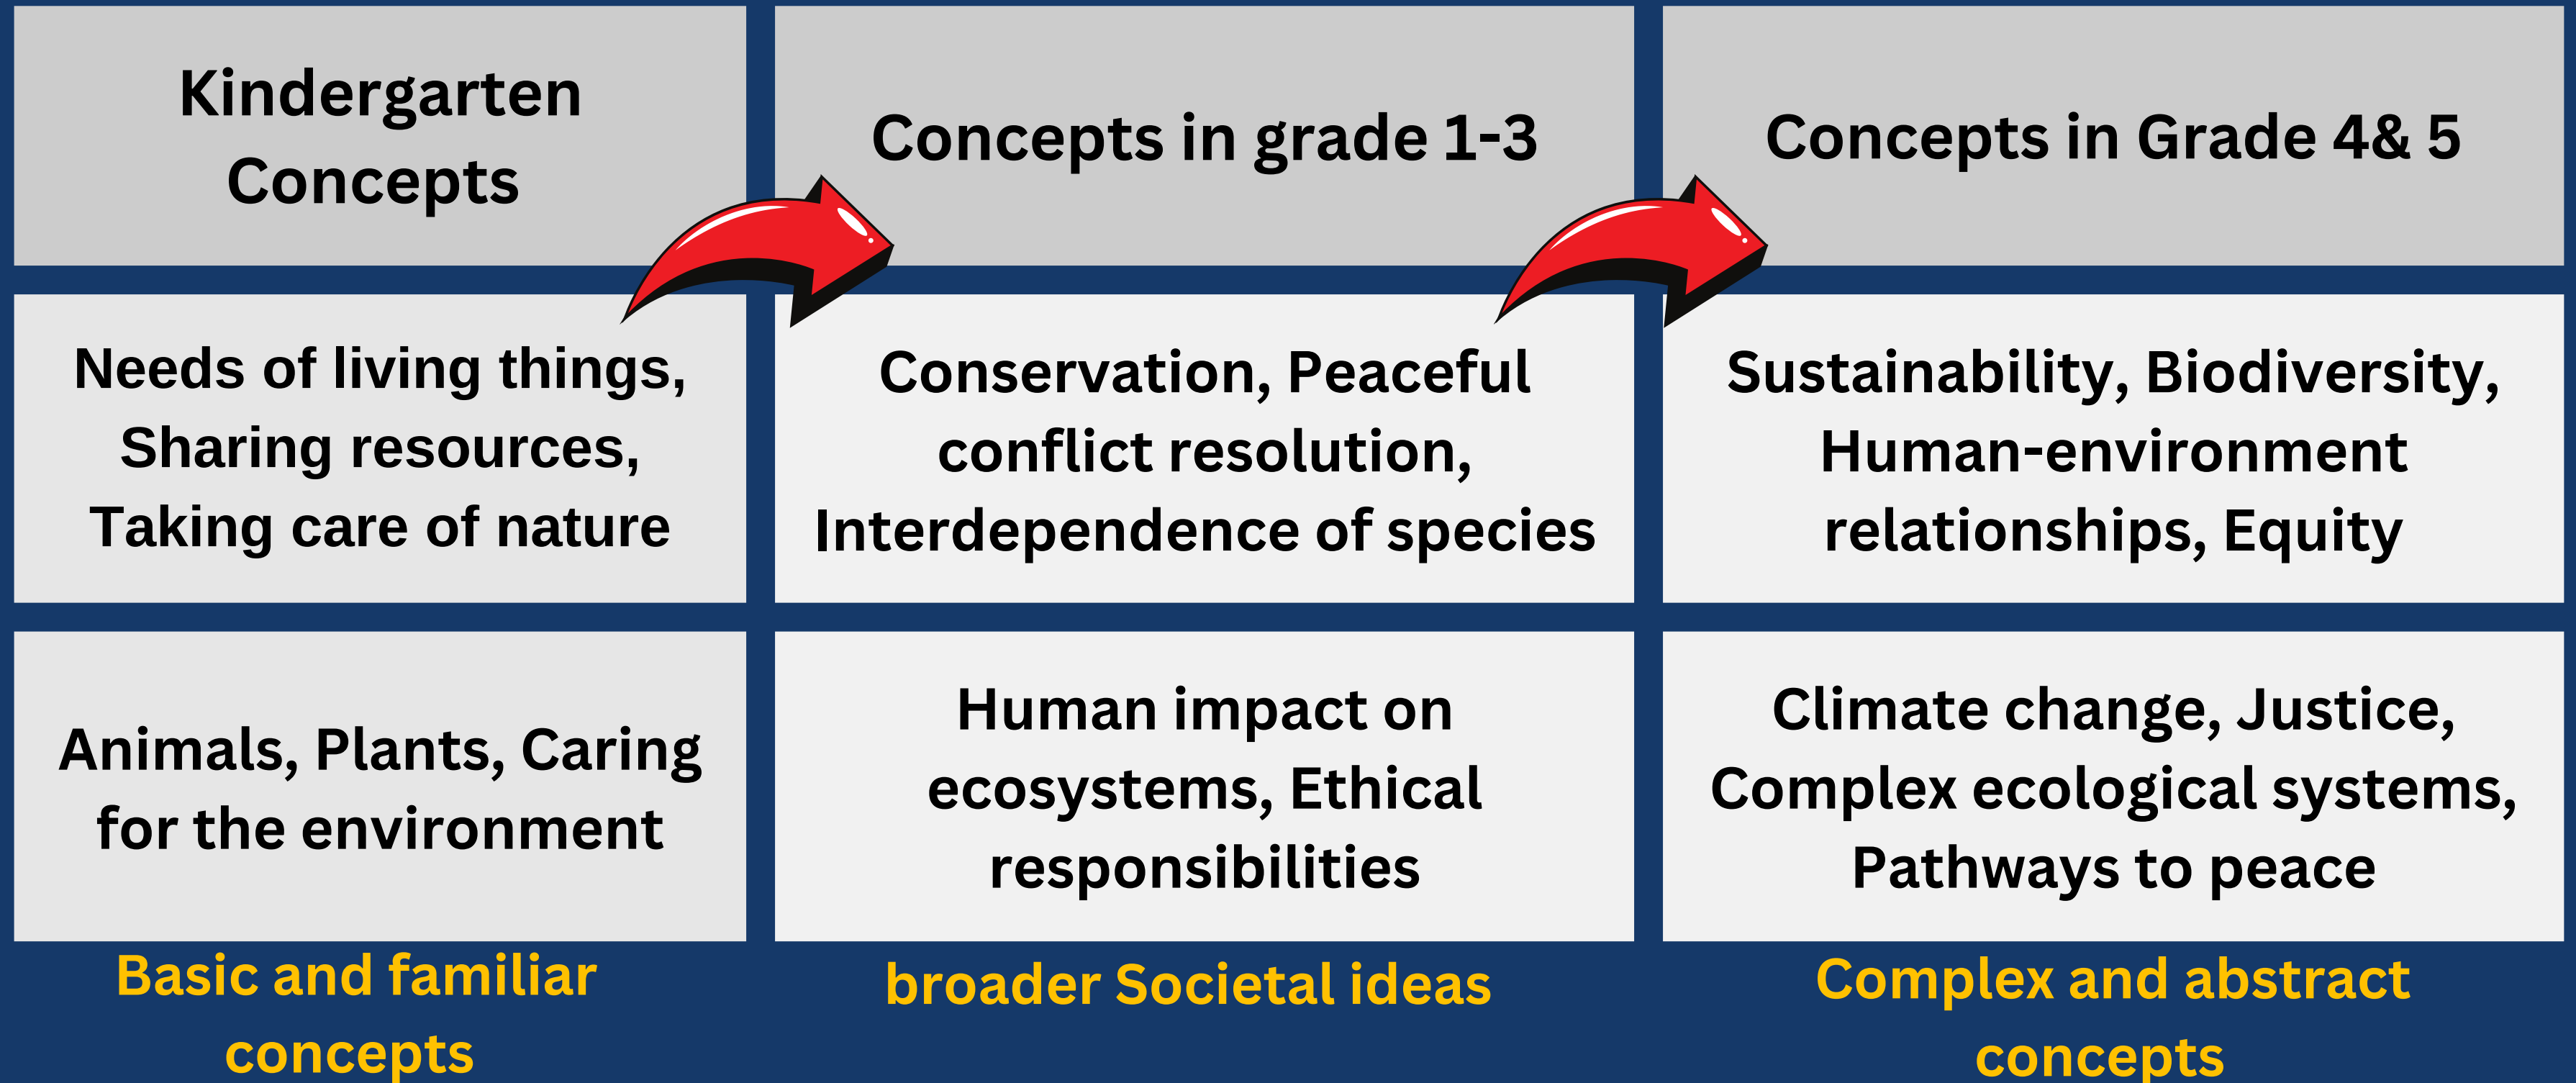 Kindergarten
Concepts
Concepts in grade 1-3
Concepts in Grade 4& 5
Needs of living things,
Sharing resources,
Taking care of nature
Conservation, Peaceful
conflict resolution,
Interdependence of species
Sustainability, Biodiversity,
Human-environment
relationships, Equity
Animals, Plants, Caring
for the environment
Human impact on
ecosystems, Ethical
responsibilities
Climate change, Justice,
Complex ecological systems,
Pathways to peace
Basic and familiar
concepts
broader Societal ideas
Complex and abstract
concepts